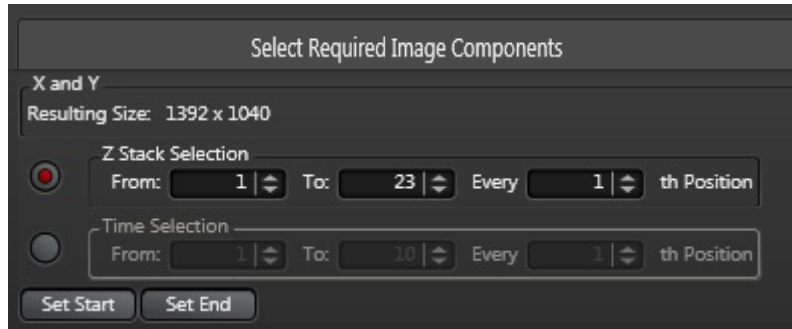 Select Required Image Components
X and Y
Resulting Size: 1392 x 1040
Z Stack Selection
From: 1 To: 23 Every 1 th Position
Time Selection
From: 1 To: 10 Every 1 th Position
Set Start Set End